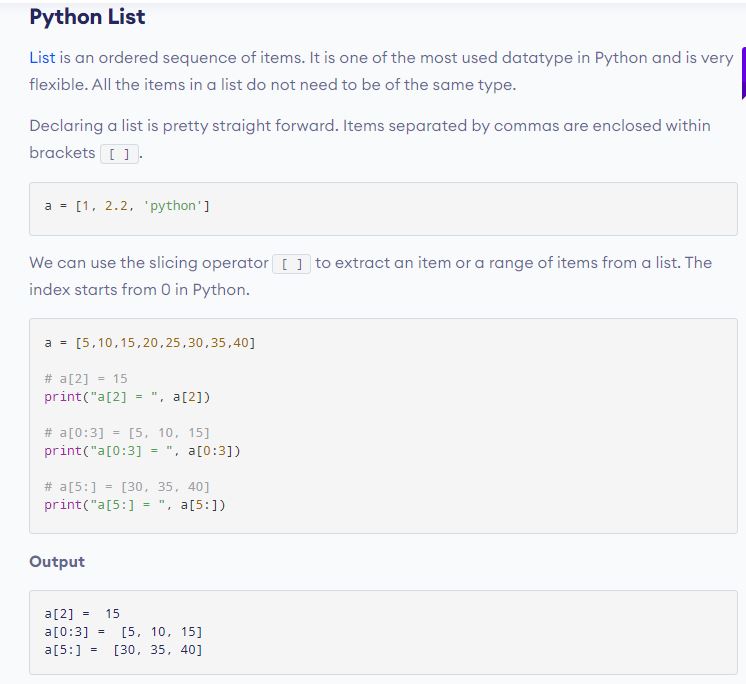 Python List
List is an ordered sequence of items. It is one of the most used datatype in Python and is very
flexible. All the items in a list do not need to be of the same type.
Declaring a list is pretty straight forward. Items separated by commas are enclosed within
brackets [ ].
a = [1, 2.2, 'python']
We can use the slicing operator [ ] to extract an item or a range of items from a list. The
index starts from 0 in Python.
a = [5,10,15,20,25,30,35,40]
# a[2] = 15
print("a[2] = ", a[2])
# a[0:3] = [5, 10, 15]
print("a[0:3] = ", a[0:3])
# a[5:] = [30, 35, 40]
print("a[5:] = ", a[5:])
Output
a[2] =  15
a[0:3] =  [5, 10, 15]
a[5:] =  [30, 35, 40]